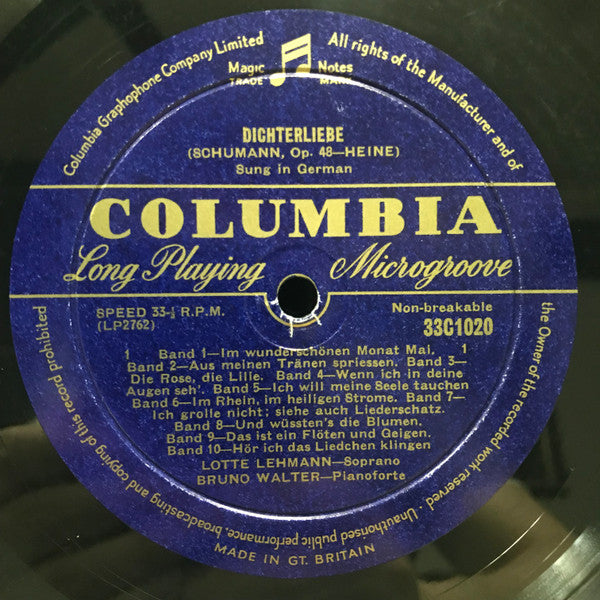 Columbia Graphophone Company Limited
All rights of the Manufacturer and of
the Owner of the recorded work reserved · Unauthorised public performance, broadcasting and copying of this record prohibited
Magic Notes
TRADE MARK
DICHTERLIEBE
(SCHUMANN, Op. 48—HEINE)
Sung in German
COLUMBIA
Long Playing Microgroove
SPEED 33-⅓ R.P.M. Non-breakable
(LP2762) 33C1020
1 Band 1—Im wunderschönen Monat Mai. 1
Band 2—Aus meinen Tränen spriessen. Band 3—
Die Rose, die Lilie. Band 4—Wenn ich in deine
Augen seh'. Band 5—Ich will meine Seele tauchen
Band 6—Im Rhein, im heiligen Strome. Band 7—
Ich grolle nicht; siehe auch Liederschatz.
Band 8—Und wüssten's die Blumen.
Band 9—Das ist ein Flöten und Geigen.
Band 10—Hör ich das Liedchen klingen
LOTTE LEHMANN—Soprano
BRUNO WALTER—Pianoforte
MADE IN GT. BRITAIN